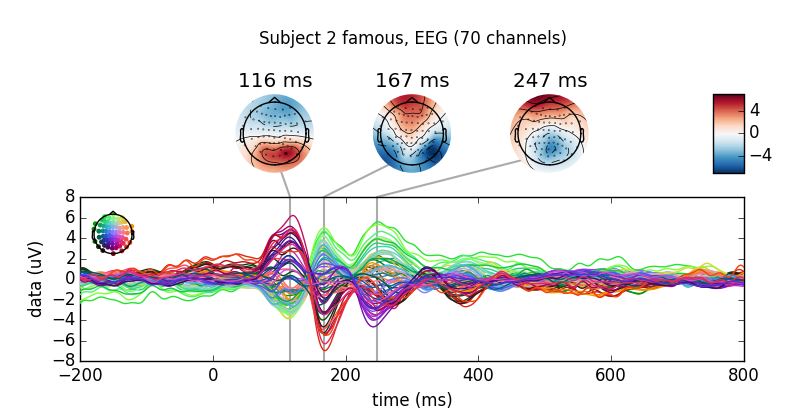 Subject 2 famous, EEG (70 channels)
116 ms 167 ms 247 ms
4
0
−4
8
6
4
2
0
−2
−4
−6
−8
data (uV)
−200 0 200 400 600 800
time (ms)